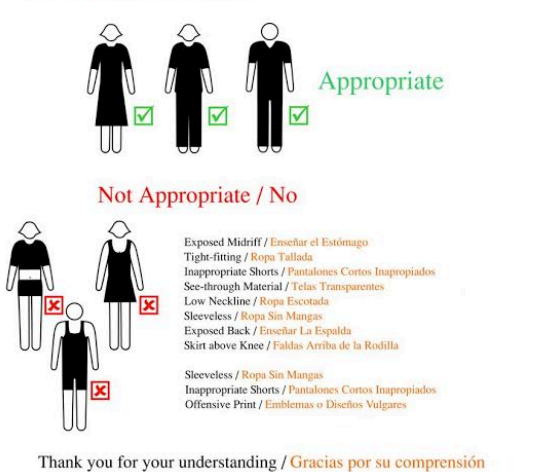 Appropriate
Not Appropriate / No
Exposed Midriff / Enseñar el Estómago
Tight-fitting / Ropa Tallada
Inappropriate Shorts / Pantalones Cortos Inapropiados
See-through Material / Telas Transparentes
Low Neckline / Ropa Escotada
Sleeveless / Ropa Sin Mangas
Exposed Back / Enseñar La Espalda
Skirt above Knee / Faldas Arriba de la Rodilla
Sleeveless / Ropa Sin Mangas
Inappropriate Shorts / Pantalones Cortos Inapropiados
Offensive Print / Emblemas o Diseños Vulgares
Thank you for your understanding / Gracias por su comprensión